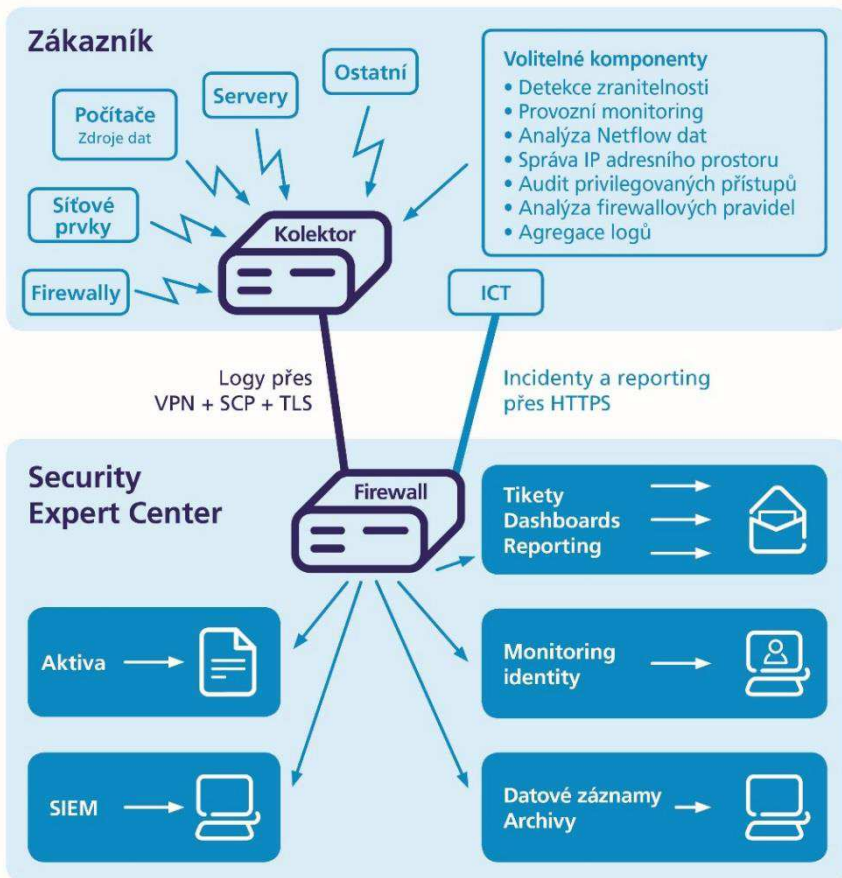 Zákazník
Ostatní
Servery
Počítače
Zdroje dat
Síťové
prvky
Firewally
Kolektor
Volitelné komponenty
• Detekce zranitelnosti
• Provozní monitoring
• Analýza Netflow dat
• Správa IP adresního prostoru
• Audit privilegovaných přístupů
• Analýza firewallových pravidel
• Agregace logů
ICT
Logy přes
VPN + SCP + TLS
Incidenty a reporting
přes HTTPS
Security
Expert Center
Firewall
Tikety
Dashboards
Reporting
Aktiva
Monitoring
identity
SIEM
Datové záznamy
Archivy